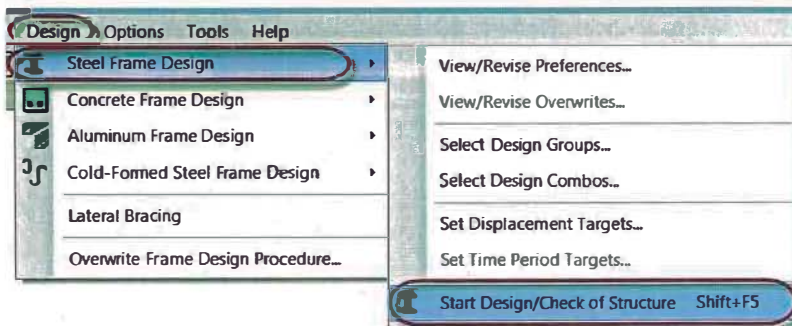 Design Options Tools Help
Steel Frame Design
Concrete Frame Design
Aluminum Frame Design
Cold-Formed Steel Frame Design
Lateral Bracing
Overwrite Frame Design Procedure...
View/Revise Preferences...
View/Revise Overwrites...
Select Design Groups...
Select Design Combos...
Set Displacement Targets...
Set Time Period Targets...
Start Design/Check of Structure Shift+F5